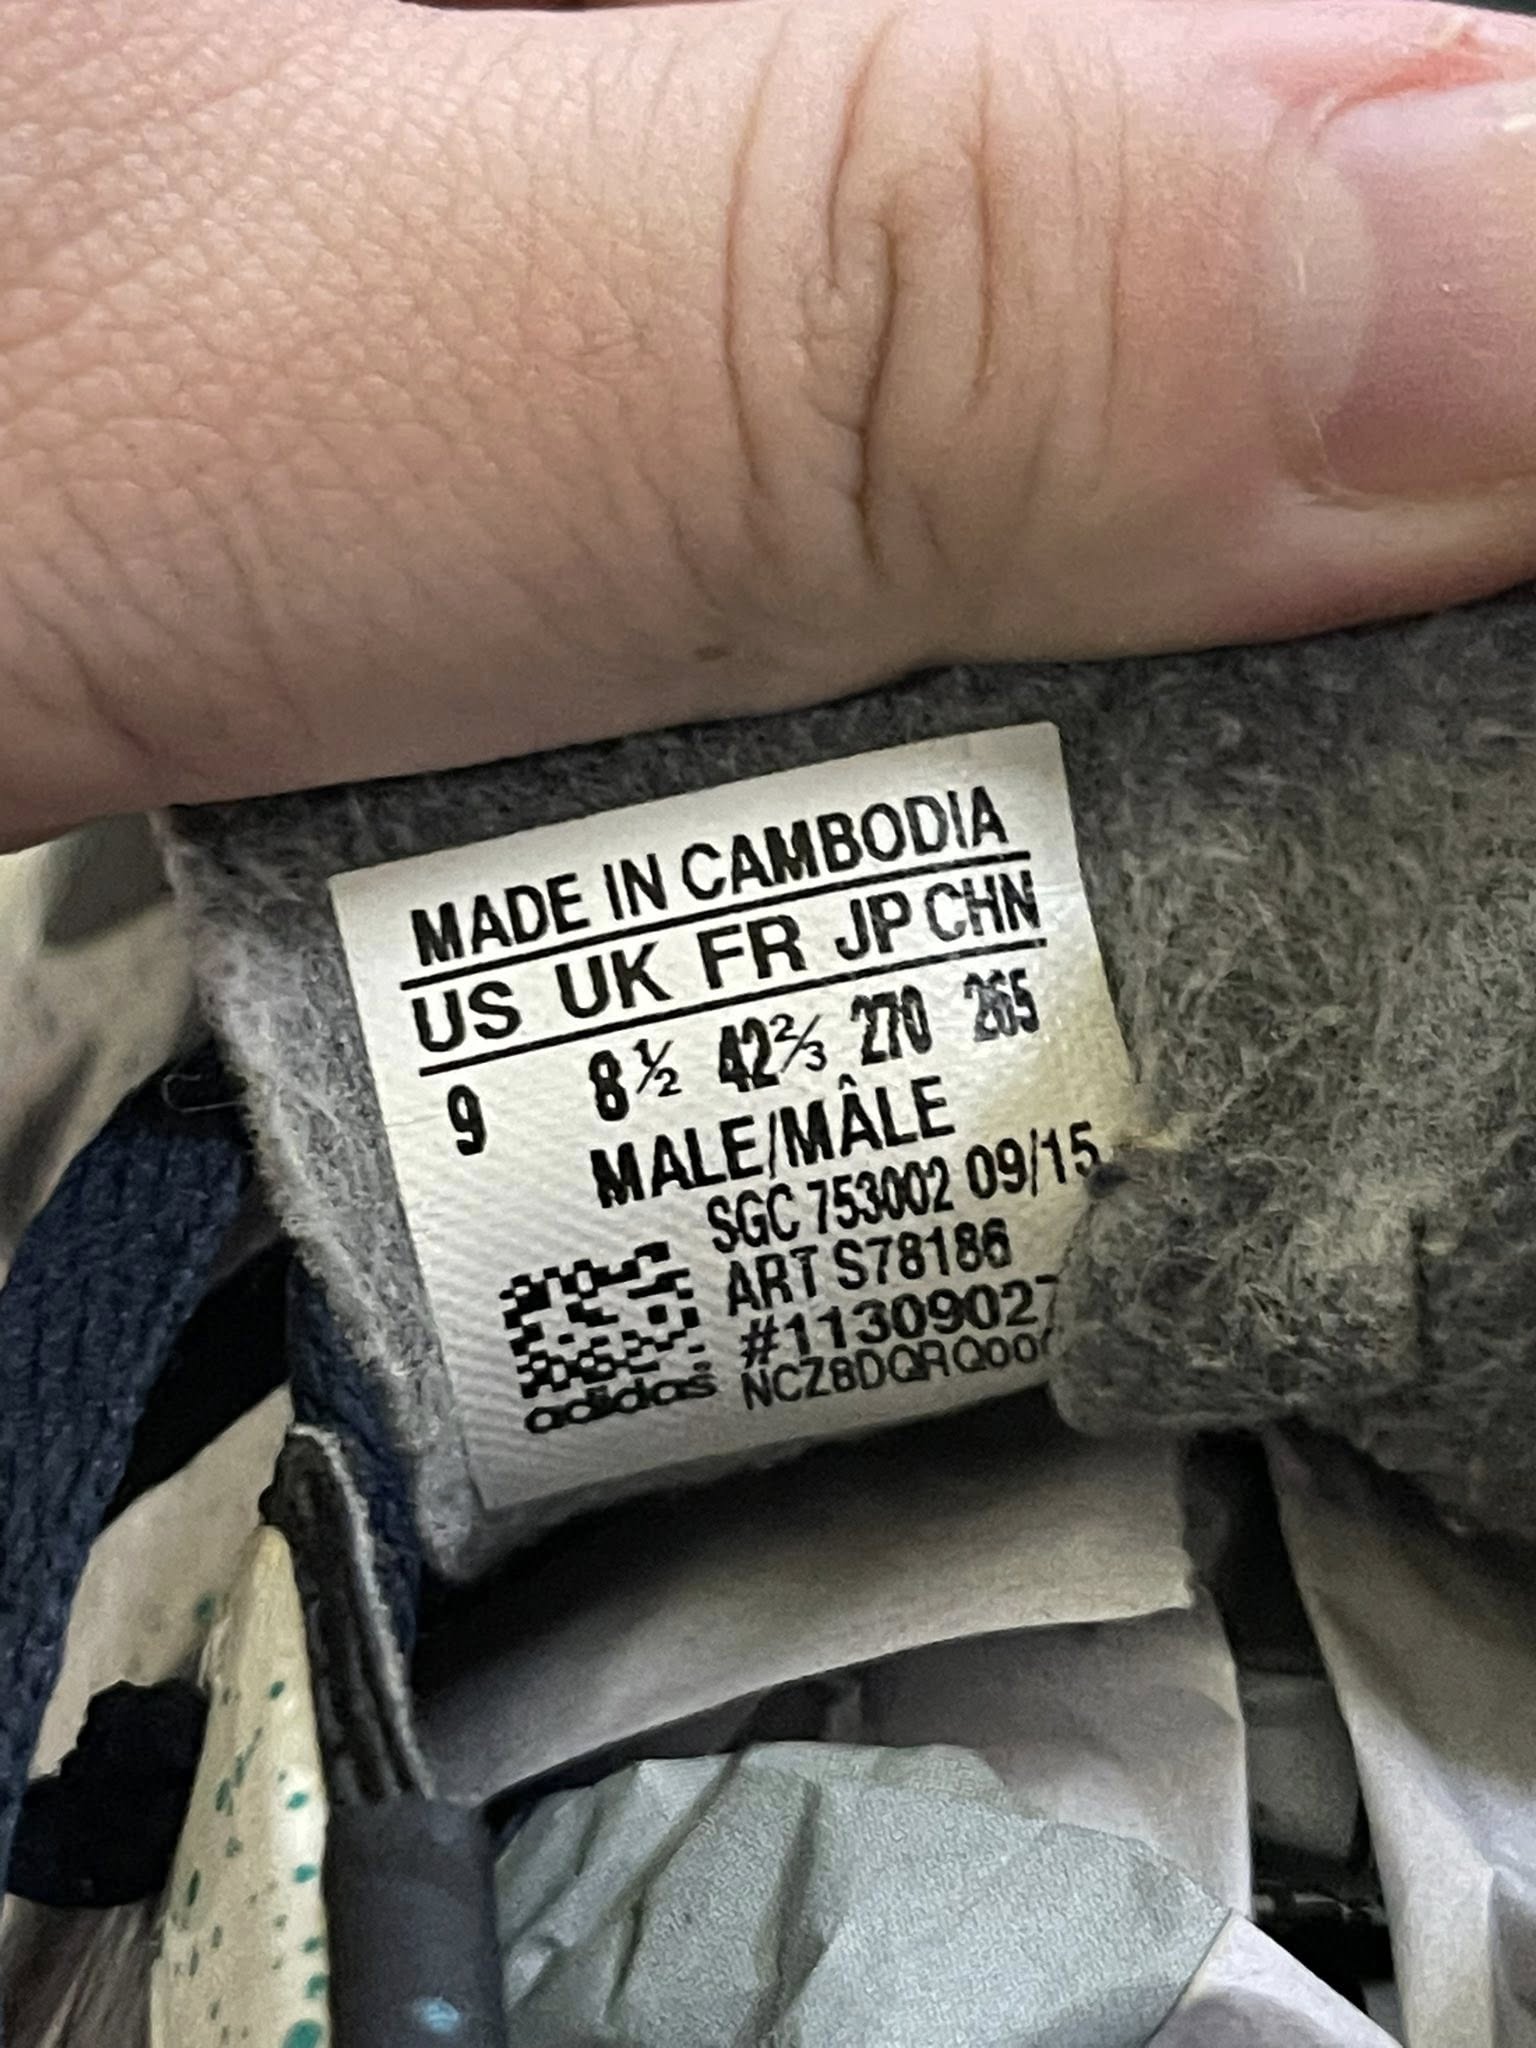 MADE IN CAMBODIA
US UK FR JP CHN
9 8½ 42⅔ 270 265
MALE/MÂLE
SGC 753002 09/15
ART S78186
#11309027
adidas